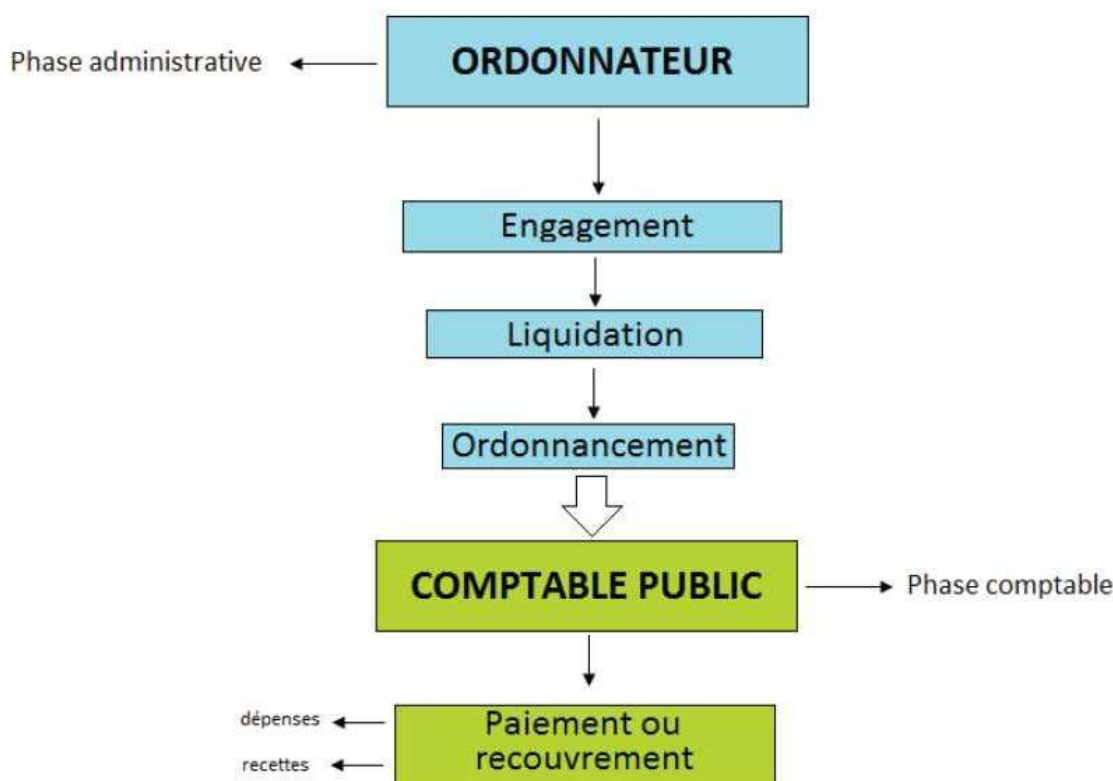 ORDONNATEUR
Phase administrative
Engagement
Liquidation
Ordonnancement
COMPTABLE PUBLIC
Phase comptable
Paiement ou
recouvrement
dépenses
recettes